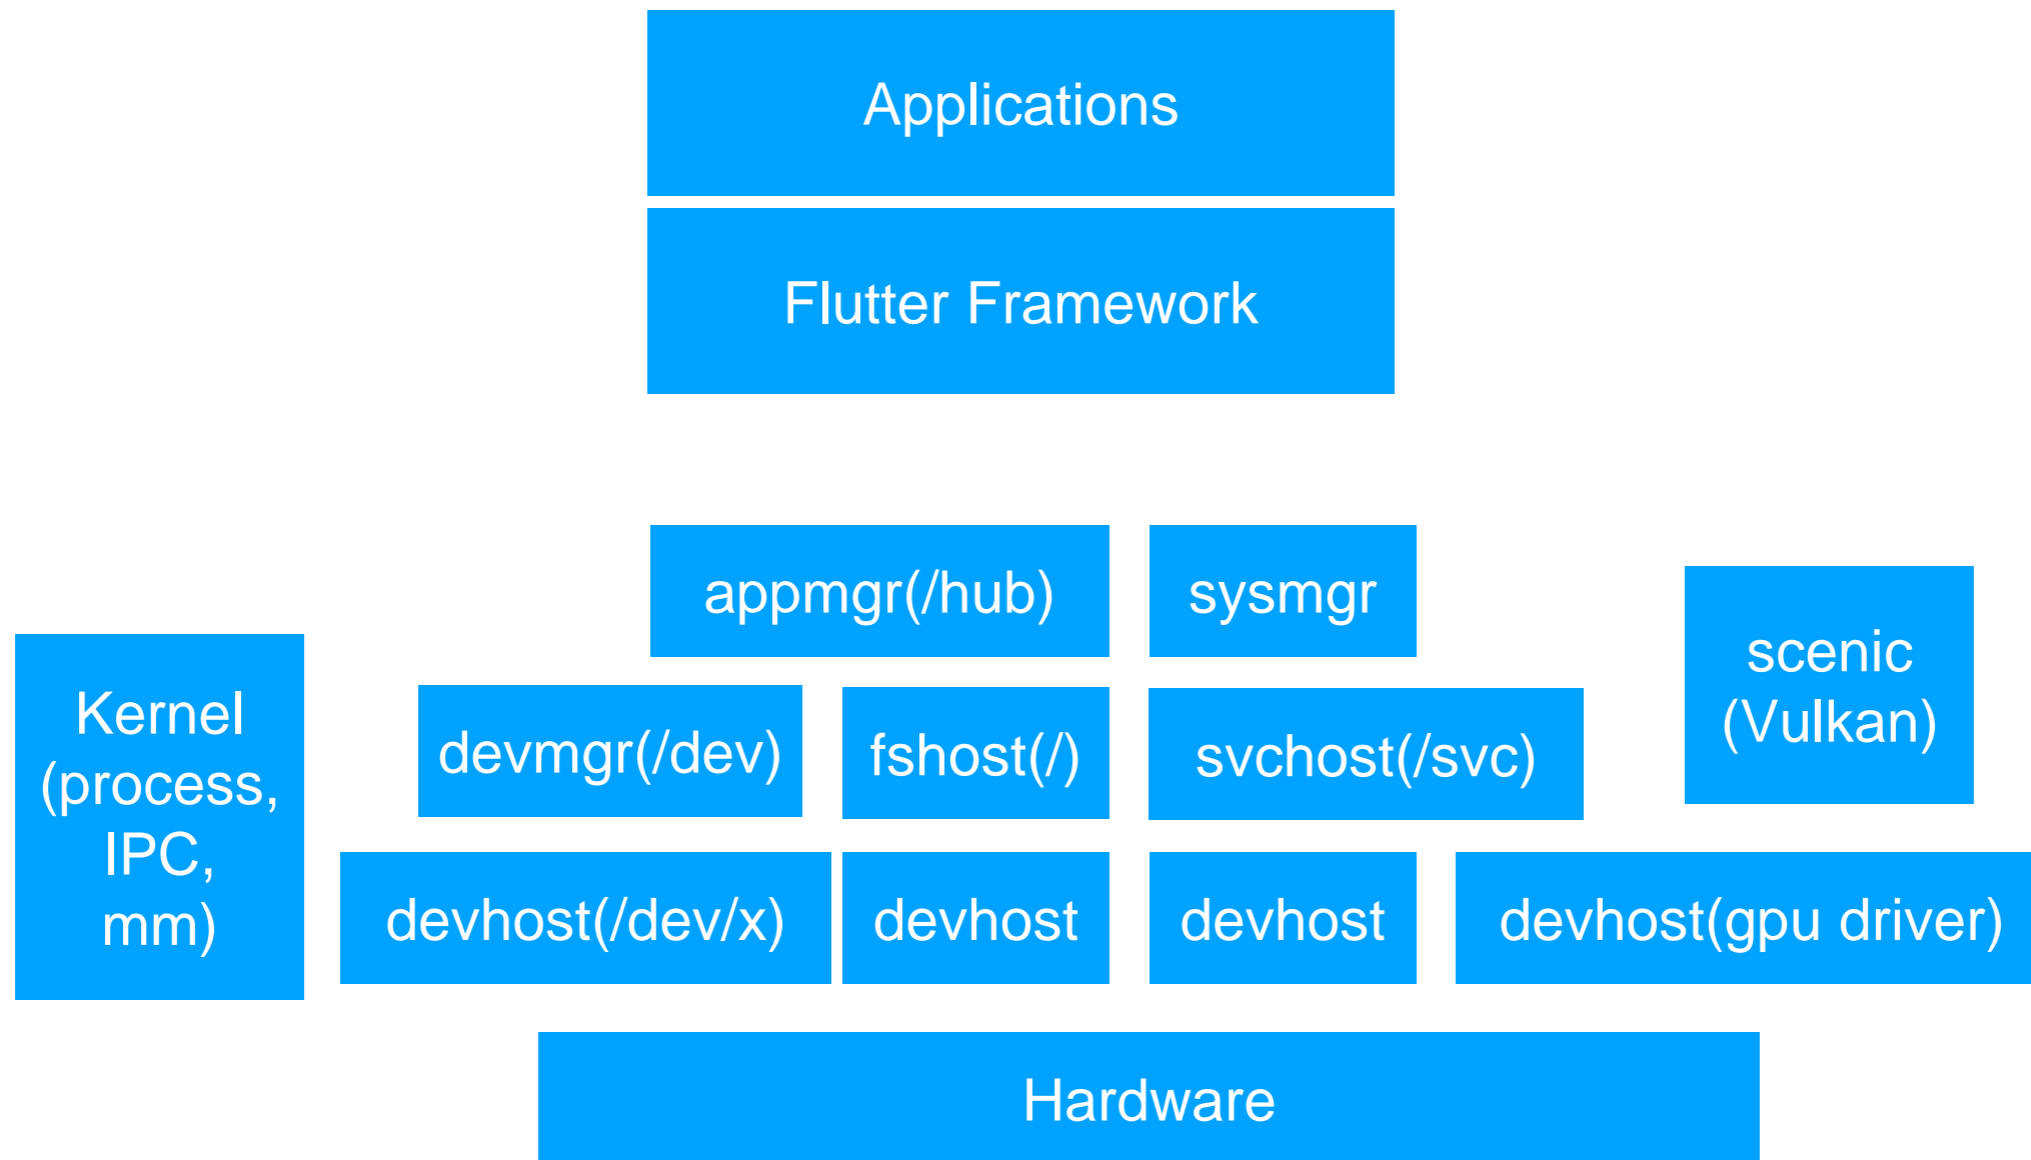 Applications
Flutter Framework
appmgr(/hub)
sysmgr
scenic
(Vulkan)
Kernel
(process,
IPC,
mm)
devmgr(/dev)
fshost(/)
svchost(/svc)
devhost(/dev/x)
devhost
devhost
devhost(gpu driver)
Hardware